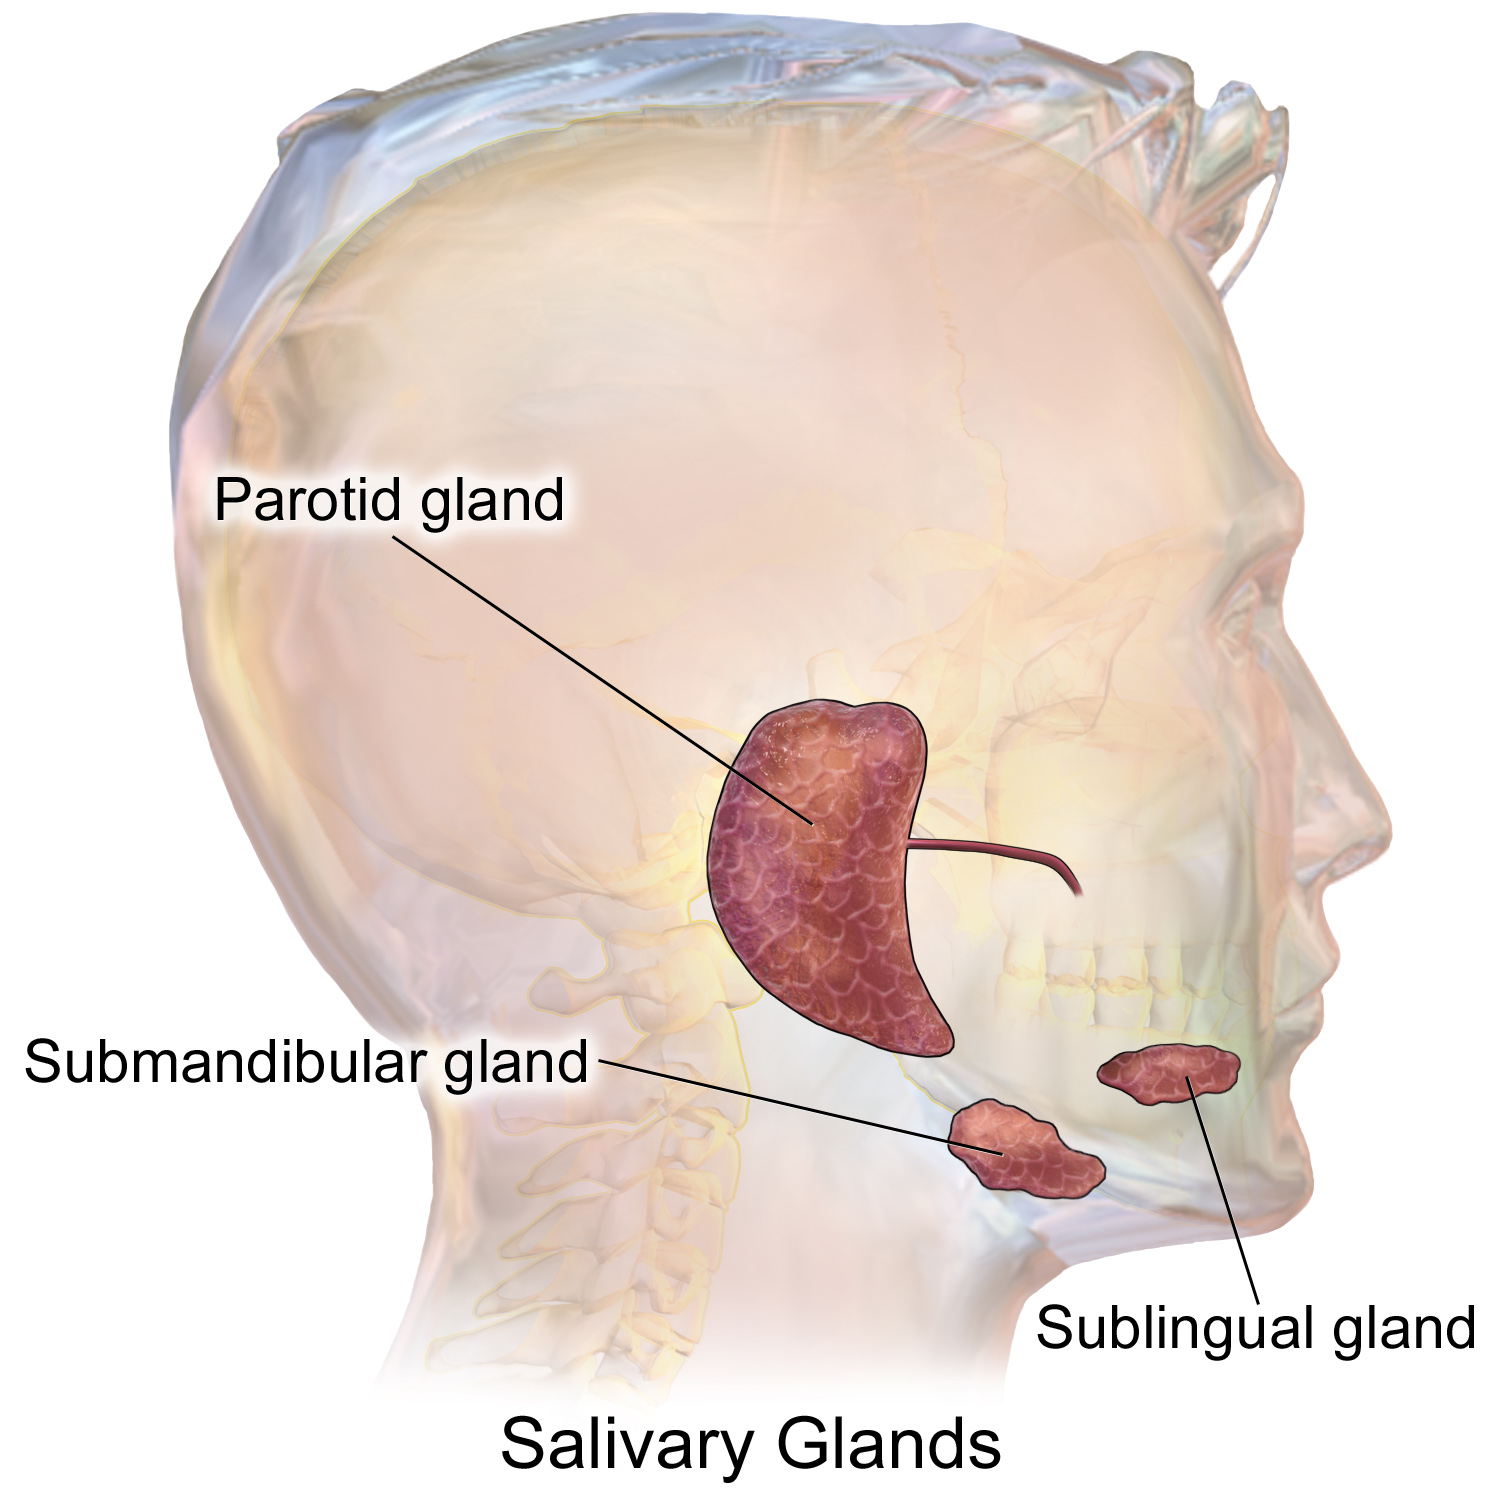 Parotid gland
Submandibular gland
Sublingual gland
Salivary Glands